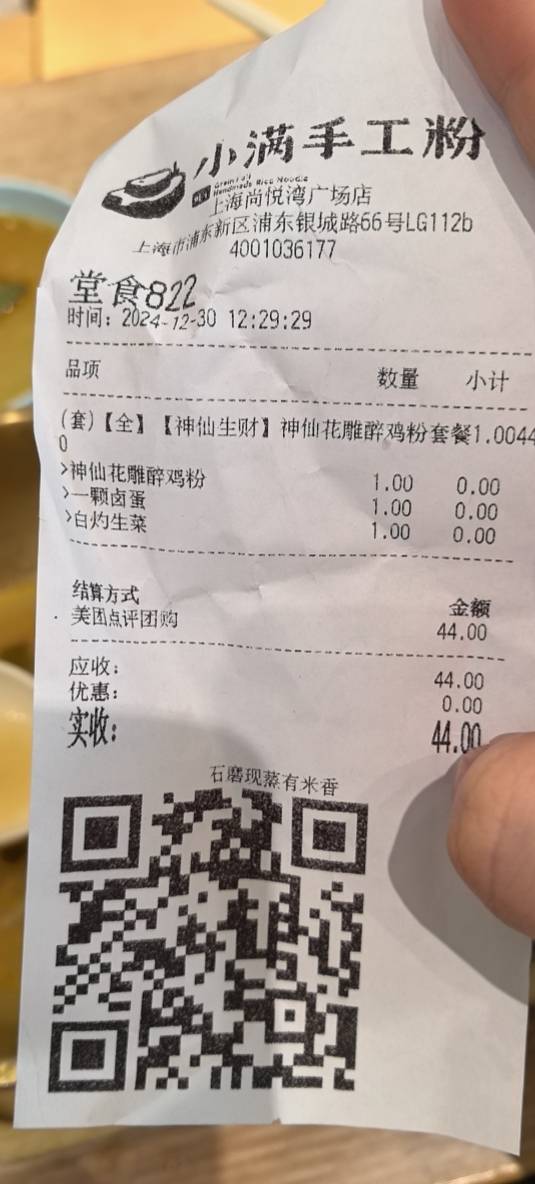 小满手工粉
Grain Full
Handmade Rice Noodle
上海尚悦湾广场店
上海市浦东新区浦东银城路66号LG112b
4001036177
堂食822
时间：2024-12-30 12:29:29
品项 数量 小计
(套)【全】【神仙生财】神仙花雕醉鸡粉套餐1.0044
0
>神仙花雕醉鸡粉 1.00 0.00
>一颗卤蛋 1.00 0.00
>白灼生菜 1.00 0.00
结算方式 金额
美团点评团购 44.00
应收： 44.00
优惠： 0.00
实收： 44.00
石磨现蒸有米香